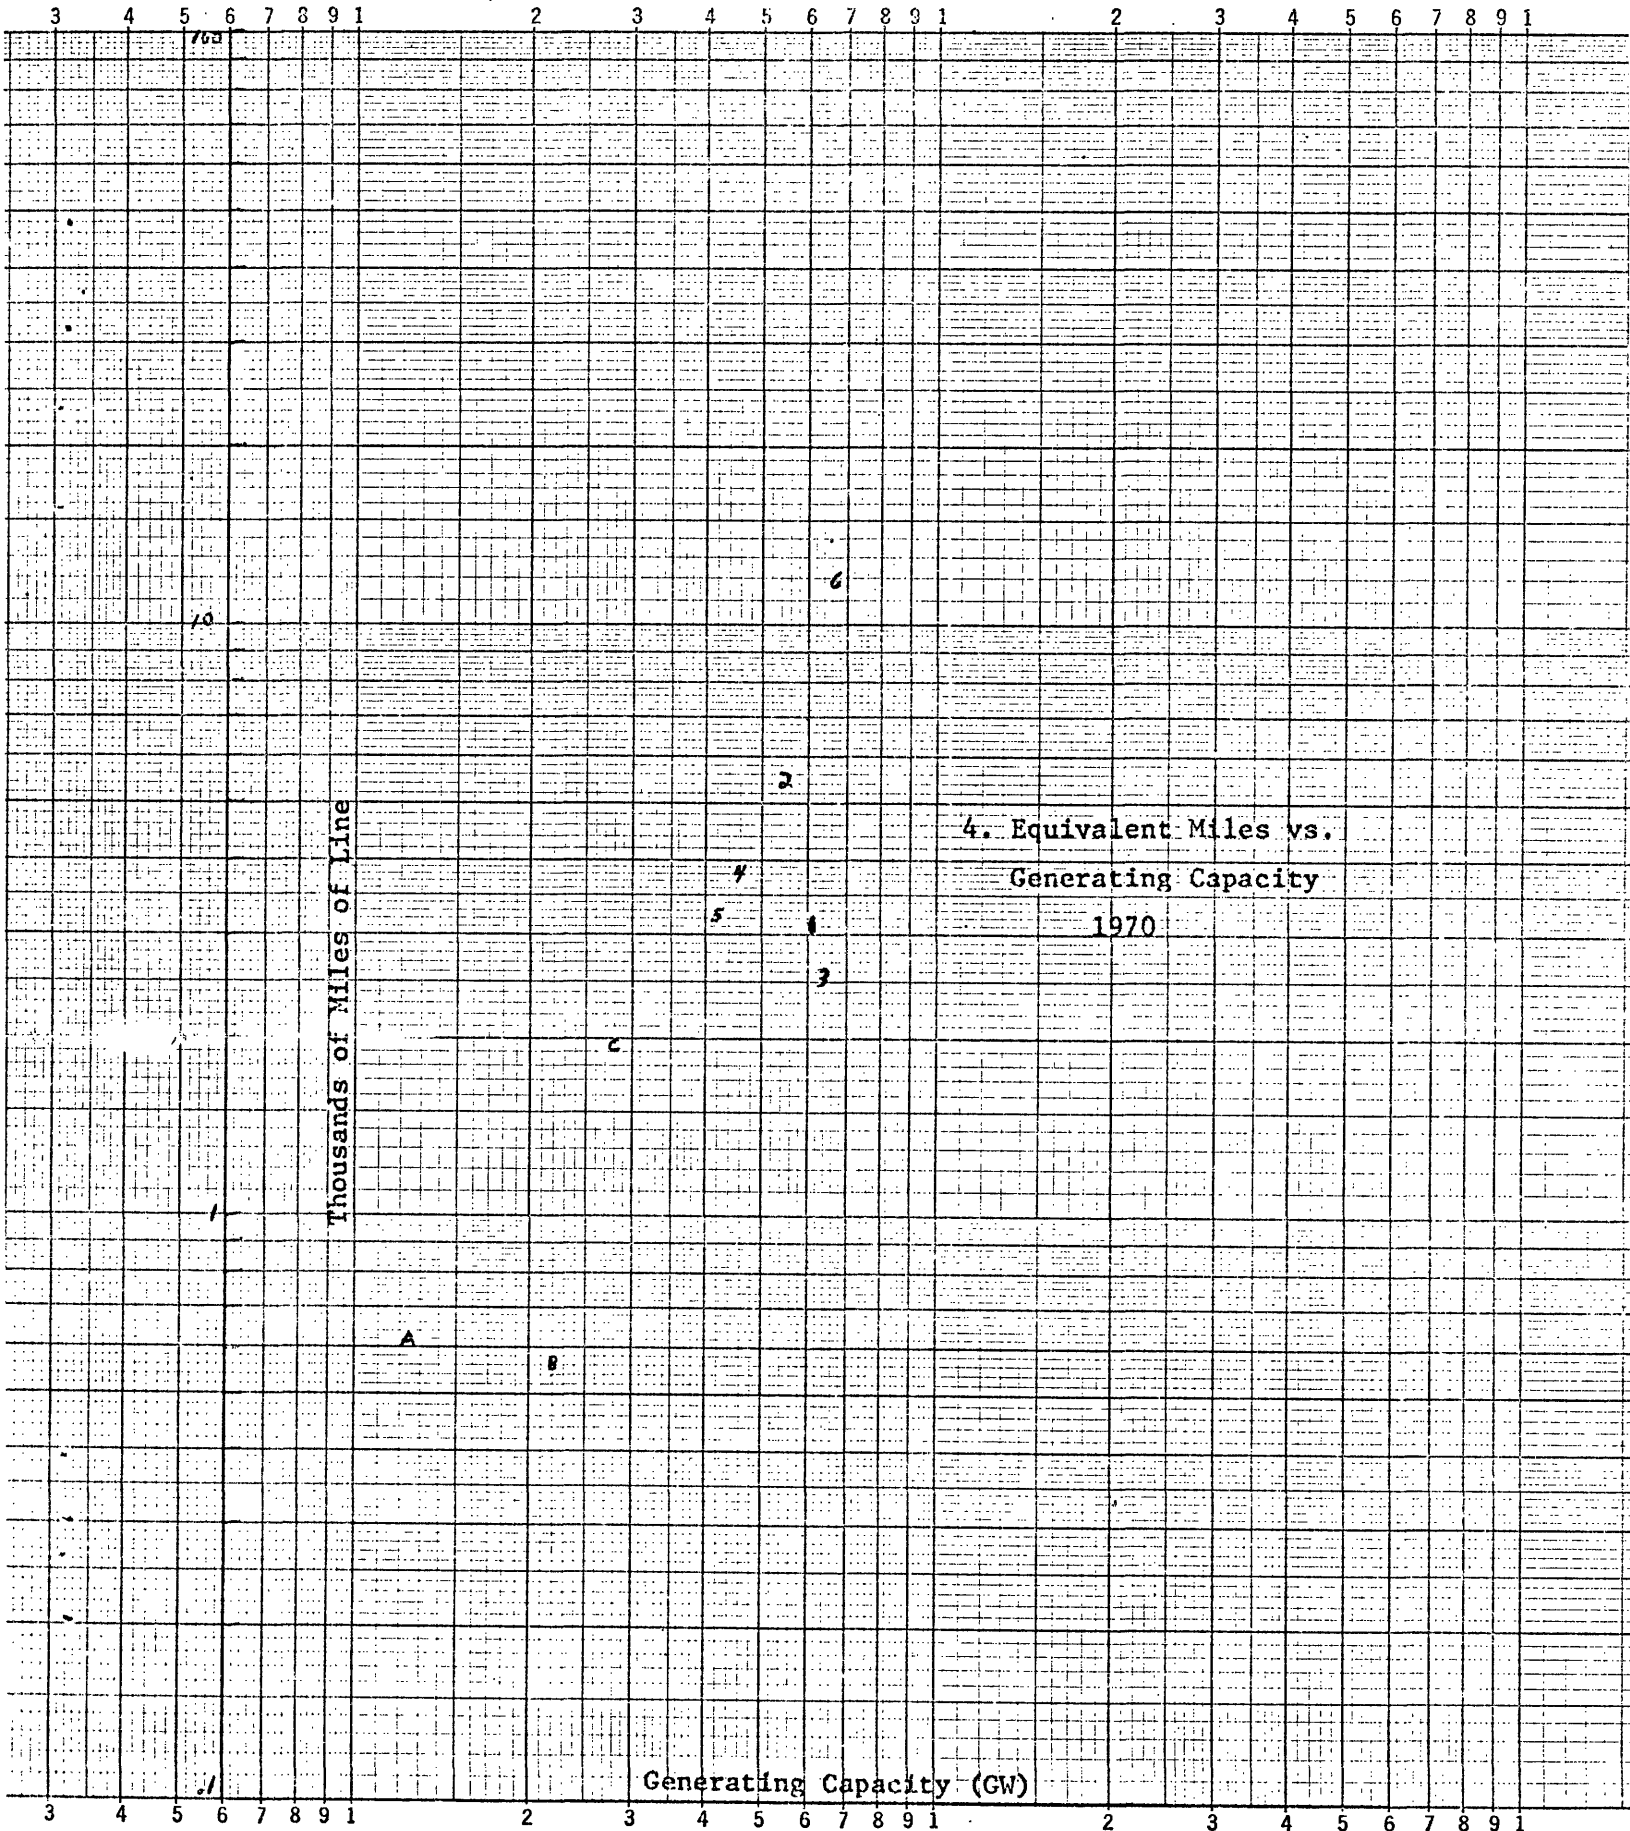 3 4 5 6 7 8 9 1 2 3 4 5 6 7 8 9 1 2 3 4 5 6 7 8 9 1
100
6
10
2
4. Equivalent Miles vs.
Generating Capacity
1970
4
5
1
3
Thousands of Miles of Line
C
1
A
B
.1
Generating Capacity (GW)
3 4 5 6 7 8 9 1 2 3 4 5 6 7 8 9 1 2 3 4 5 6 7 8 9 1